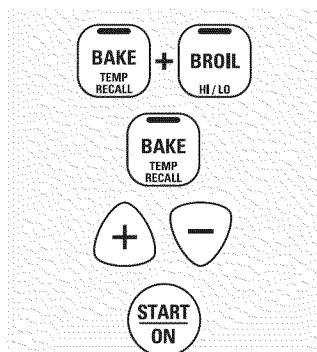 BAKE + BROIL
TEMP RECALL HI / LO
BAKE
TEMP
RECALL
+ −
START
ON